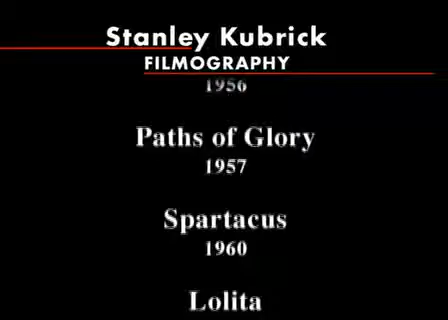 Stanley Kubrick
FILMOGRAPHY
1956
Paths of Glory
1957
Spartacus
1960
Lolita